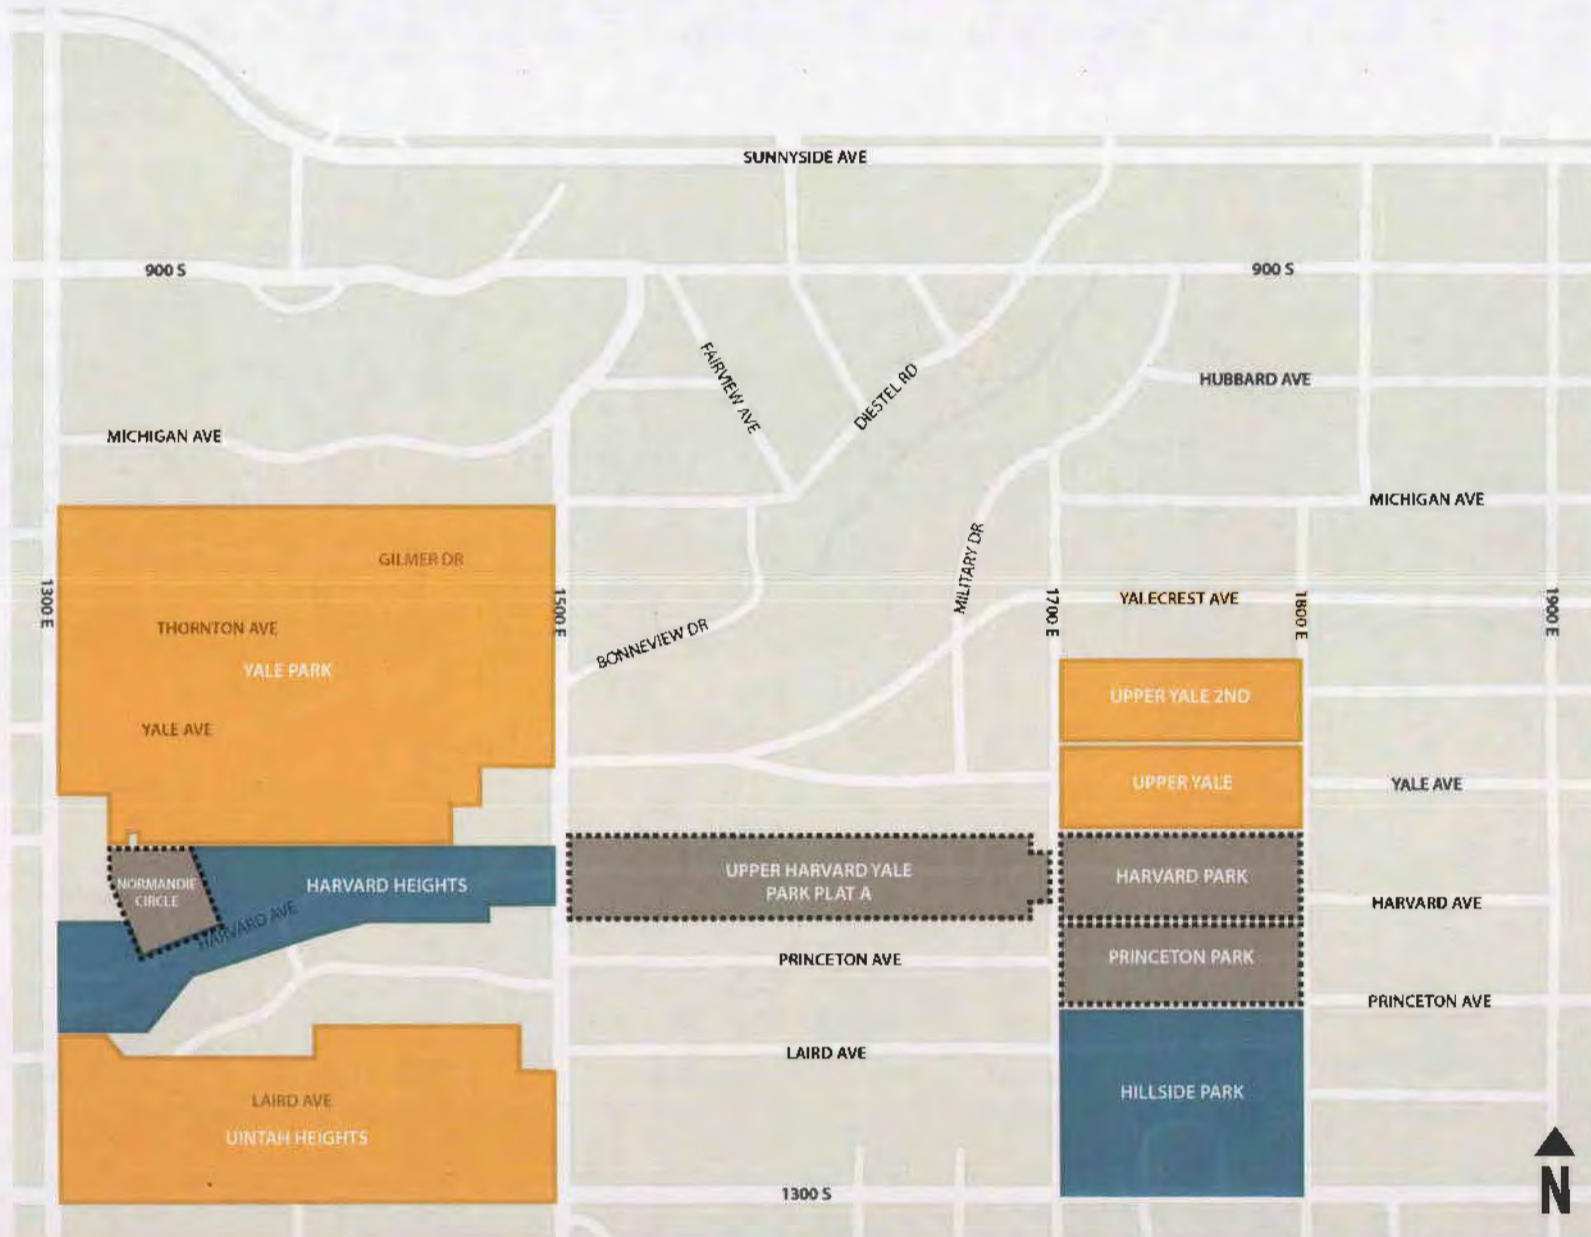 SUNNYSIDE AVE
900 S
900 S
FAIRVIEW AVE
DIESTEL RD
HUBBARD AVE
MICHIGAN AVE
MICHIGAN AVE
GILMER DR
MILITARY DR
1300 E
1500 E
1700 E
YALECREST AVE
1800 E
1900 E
THORNTON AVE
BONNEVIEW DR
YALE PARK
UPPER YALE 2ND
YALE AVE
UPPER YALE
YALE AVE
NORMANDIE
CIRCLE
HARVARD HEIGHTS
HARVARD AVE
UPPER HARVARD YALE
PARK PLAT A
HARVARD PARK
HARVARD AVE
PRINCETON AVE
PRINCETON PARK
PRINCETON AVE
LAIRD AVE
LAIRD AVE
UINTAH HEIGHTS
HILLSIDE PARK
1300 S
N